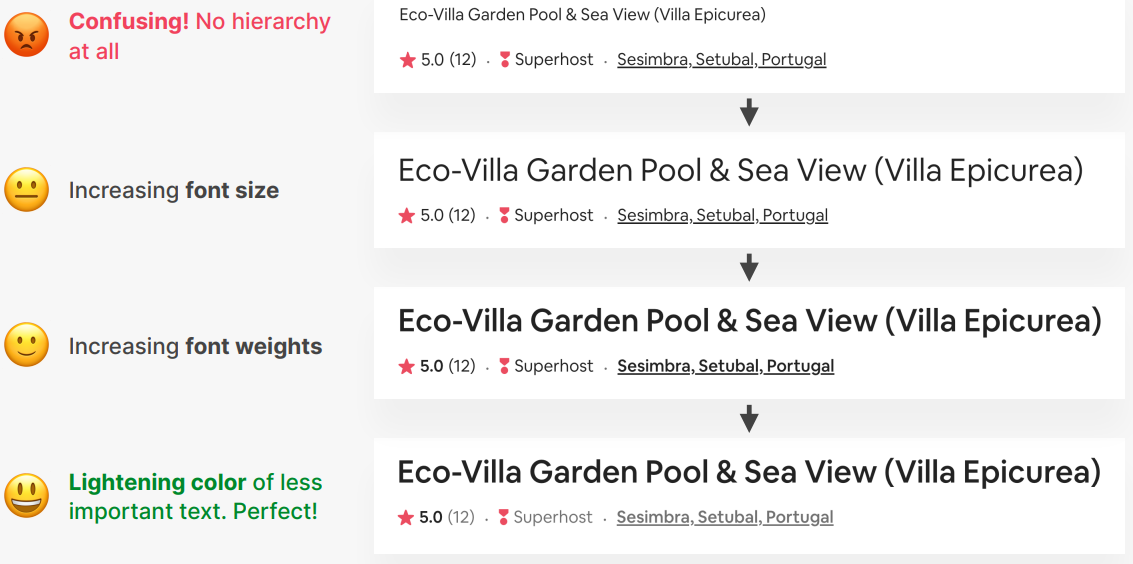 Confusing! No hierarchy
at all
Eco-Villa Garden Pool & Sea View (Villa Epicurea)
5.0 (12) · Superhost · Sesimbra, Setubal, Portugal
Increasing font size
Eco-Villa Garden Pool & Sea View (Villa Epicurea)
5.0 (12) · Superhost · Sesimbra, Setubal, Portugal
Increasing font weights
Eco-Villa Garden Pool & Sea View (Villa Epicurea)
5.0 (12) · Superhost · Sesimbra, Setubal, Portugal
Lightening color of less
important text. Perfect!
Eco-Villa Garden Pool & Sea View (Villa Epicurea)
5.0 (12) · Superhost · Sesimbra, Setubal, Portugal